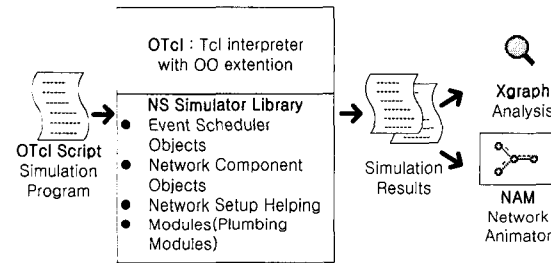 OTcl : Tcl interpreter
with OO extention
OTcl Script
Simulation
Program
NS Simulator Library
● Event Scheduler
Objects
● Network Component
Objects
● Network Setup Helping
● Modules(Plumbing
Modules)
Simulation
Results
Xgraph
Analysis
NAM
Network
Animator